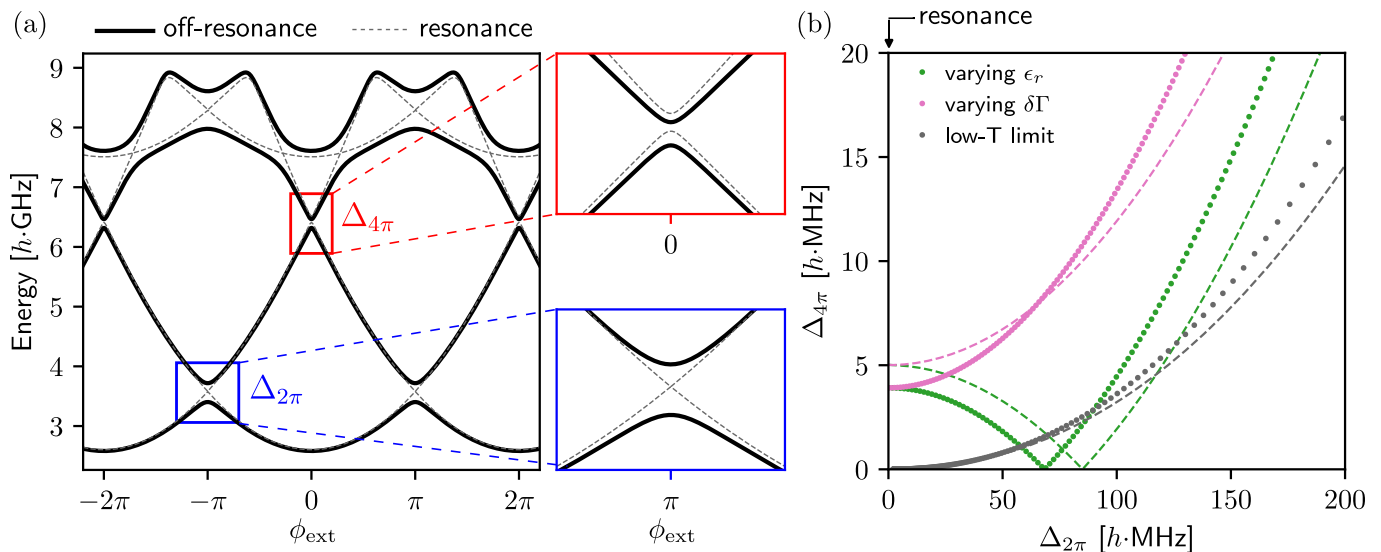 (a)
off-resonance
resonance
Energy [h·GHz]
9
8
7
6
5
4
3
−2π
−π
0
π
2π
ϕext
Δ4π
Δ2π
0
ϕext
π
ϕext
(b)
resonance
varying ϵr
varying δΓ
low-T limit
Δ4π [h·MHz]
20
15
10
5
0
0
50
100
150
200
Δ2π [h·MHz]